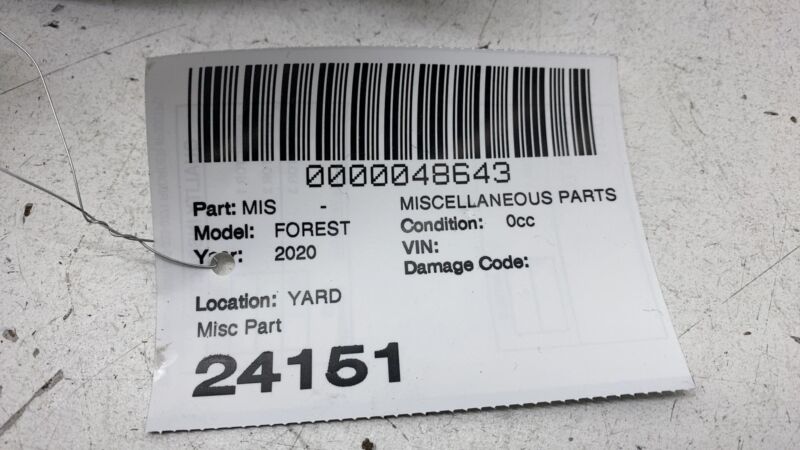 0000048643
Part: MIS - MISCELLANEOUS PARTS
Model: FOREST Condition: 0cc
Year: 2020 VIN:
Damage Code:
Location: YARD
Misc Part
24151